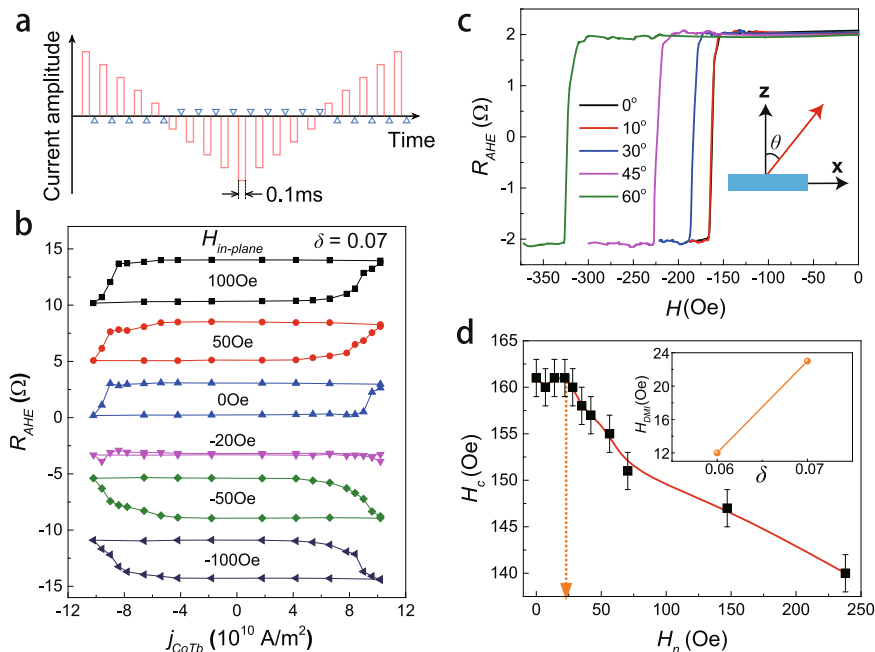 a
Current amplitude
Time
0.1ms
b
H_in-plane
δ = 0.07
100Oe
50Oe
0Oe
-20Oe
-50Oe
-100Oe
15
10
5
0
-5
-10
-15
R_AHE (Ω)
-12 -8 -4 0 4 8 12
j_CoTb (10^10 A/m^2)
c
2
1
0
-1
-2
R_AHE (Ω)
0°
10°
30°
45°
60°
z
θ
x
-350 -300 -250 -200 -150 -100 -50 0
H (Oe)
d
165
160
155
150
145
140
H_c (Oe)
0 50 100 150 200 250
H_n (Oe)
24
20
16
12
H_DMI (Oe)
0.06 0.07
δ